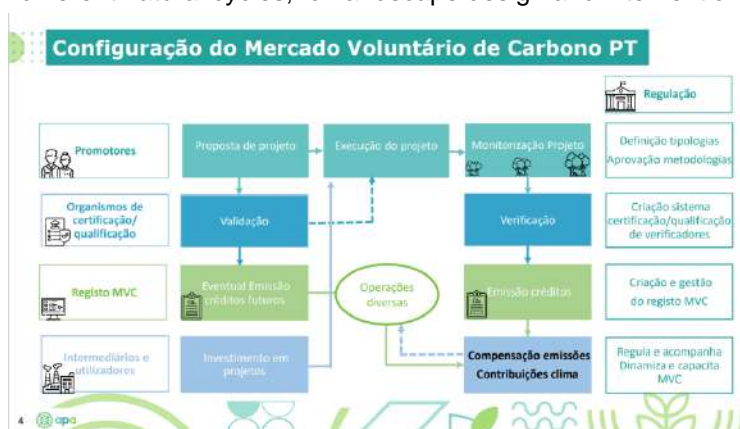 Configuração do Mercado Voluntário de Carbono PT
Regulação
Promotores
Proposta de projeto
Execução do projeto
Monitorização Projeto
Definição tipologias
Aprovação metodologias
Organismos de
certificação/
qualificação
Validação
Verificação
Criação sistema
certificação/qualificação
de verificadores
Registo MVC
Eventual Emissão
créditos futuros
Operações
diversas
Emissão créditos
Criação e gestão
do registo MVC
Intermediários e
utilizadores
Investimento em
projetos
Compensação emissões
Contribuições clima
Regula e acompanha
Dinamiza e capacita
MVC
4
apa